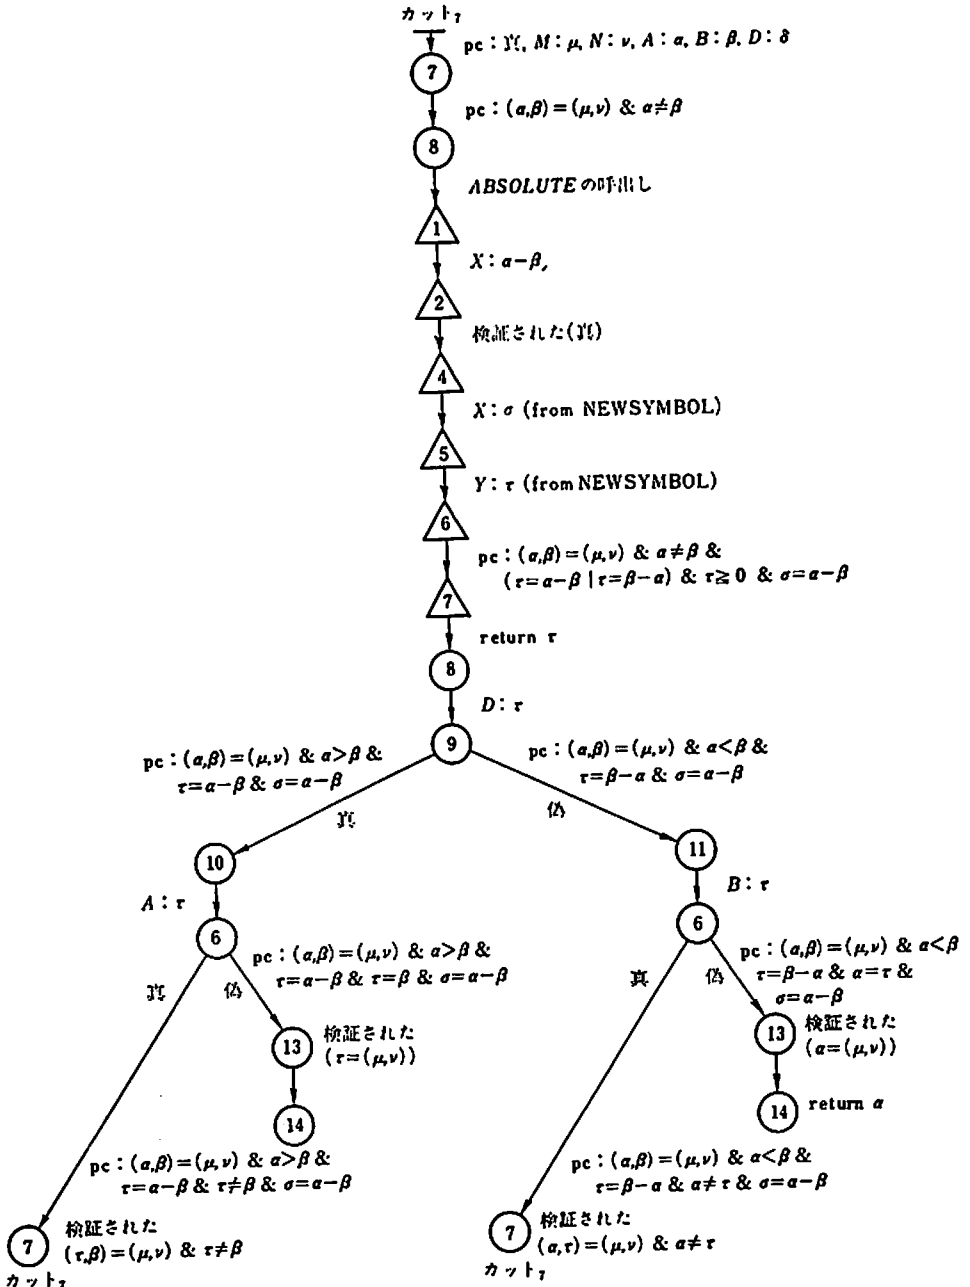 カット₇
pc：真, M：μ, N：ν, A：α, B：β, D：δ
7
pc：(α,β)=(μ,ν) & α≠β
8
ABSOLUTEの呼出し
1
X：α−β,
2
検証された(真)
4
X：σ (from NEWSYMBOL)
5
Y：τ (from NEWSYMBOL)
6
pc：(α,β)=(μ,ν) & α≠β &
(τ=α−β | τ=β−α) & τ≧0 & σ=α−β
7
return τ
8
D：τ
9
pc：(α,β)=(μ,ν) & α>β &
τ=α−β & σ=α−β
真
pc：(α,β)=(μ,ν) & α<β &
τ=β−α & σ=α−β
偽
10
A：τ
6
pc：(α,β)=(μ,ν) & α>β &
τ=α−β & τ=β & σ=α−β
真
偽
13
検証された
(τ=(μ,ν))
14
pc：(α,β)=(μ,ν) & α>β &
τ=α−β & τ≠β & σ=α−β
7
検証された
(τ,β)=(μ,ν) & τ≠β
カット₇
11
B：τ
6
pc：(α,β)=(μ,ν) & α<β
τ=β−α & α=τ &
σ=α−β
真
偽
13
検証された
(α=(μ,ν))
14
return α
pc：(α,β)=(μ,ν) & α<β &
τ=β−α & α≠τ & σ=α−β
7
検証された
(α,τ)=(μ,ν) & α≠τ
カット₇